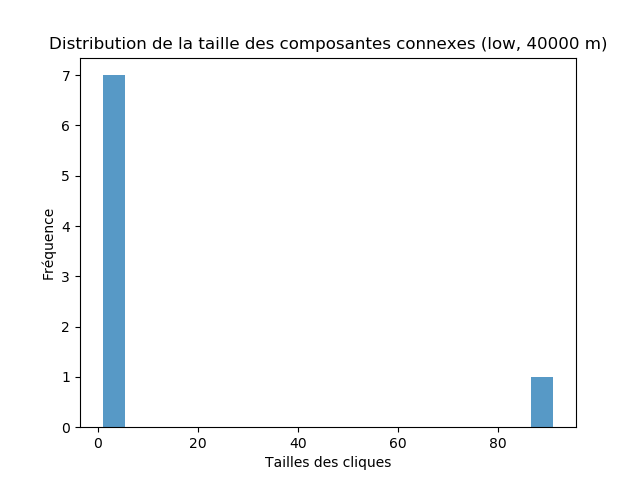 Distribution de la taille des composantes connexes (low, 40000 m)
7
6
5
4
3
2
1
0
Fréquence
0 20 40 60 80
Tailles des cliques